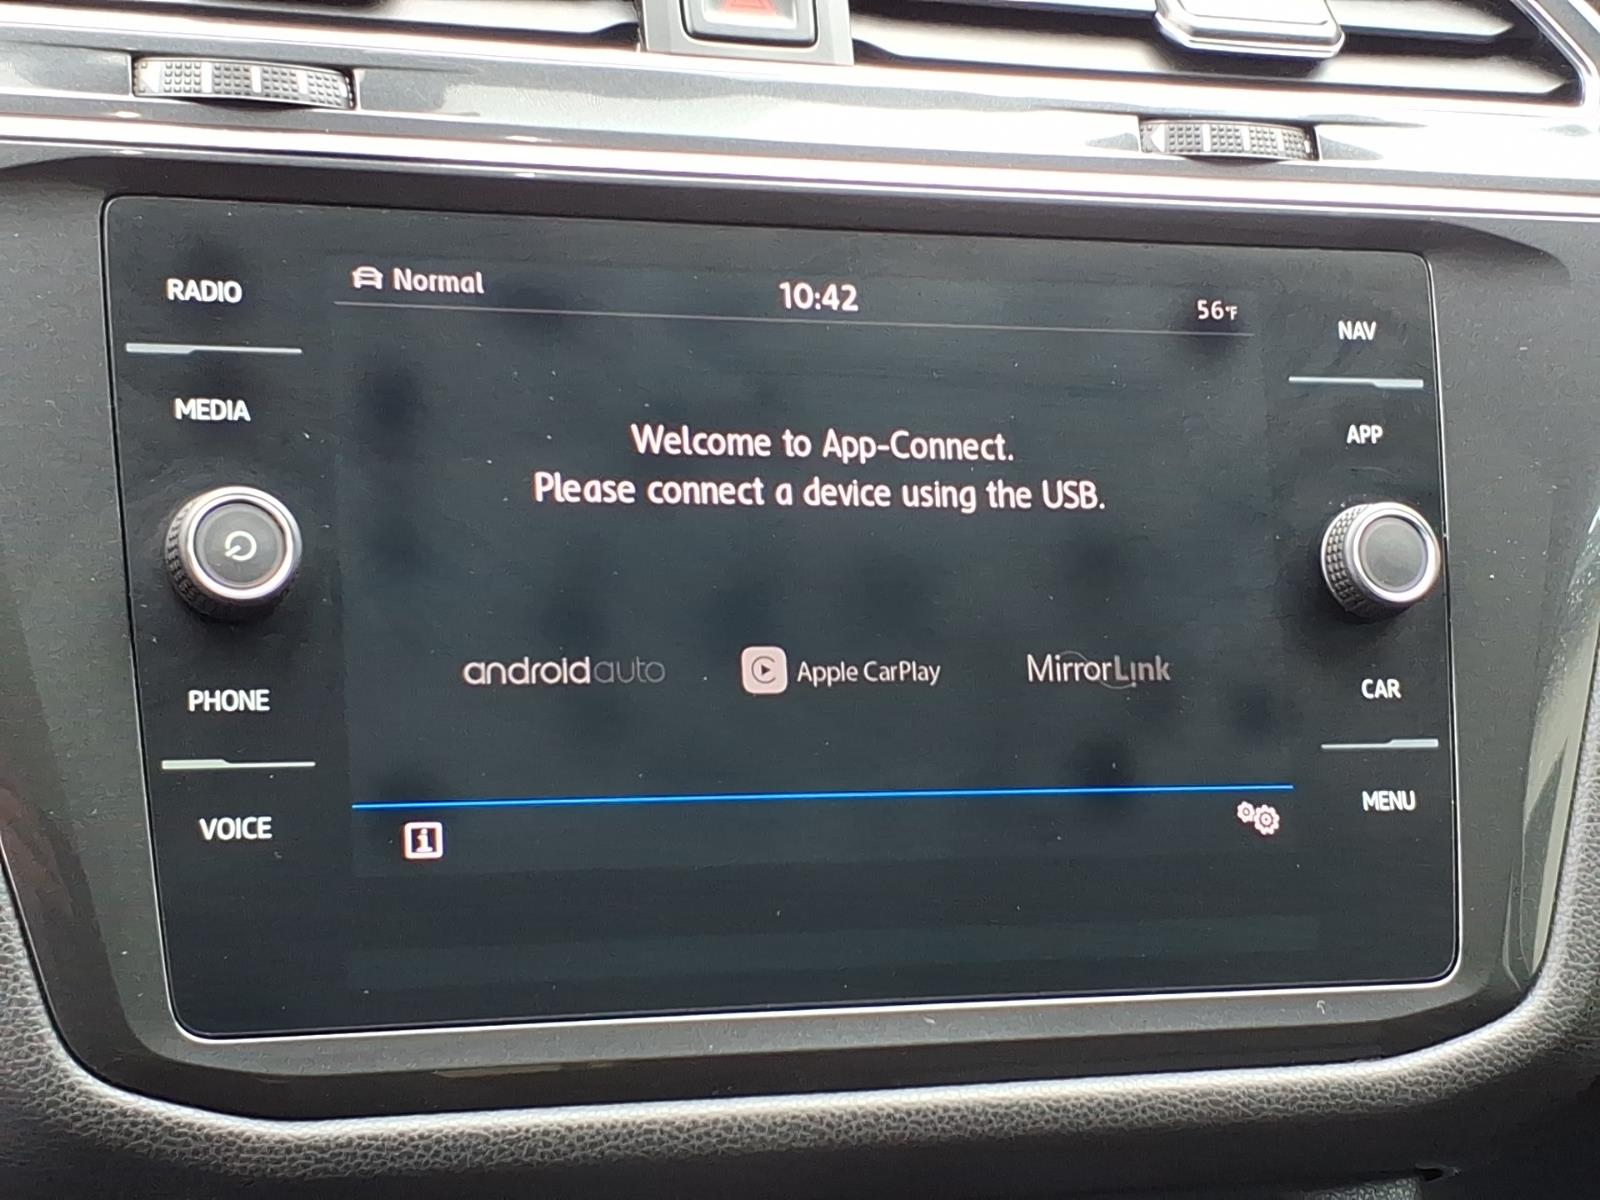 RADIO
MEDIA
PHONE
VOICE
Normal
10:42
56°F
Welcome to App-Connect.
Please connect a device using the USB.
androidauto
Apple CarPlay
MirrorLink
i
NAV
APP
CAR
MENU